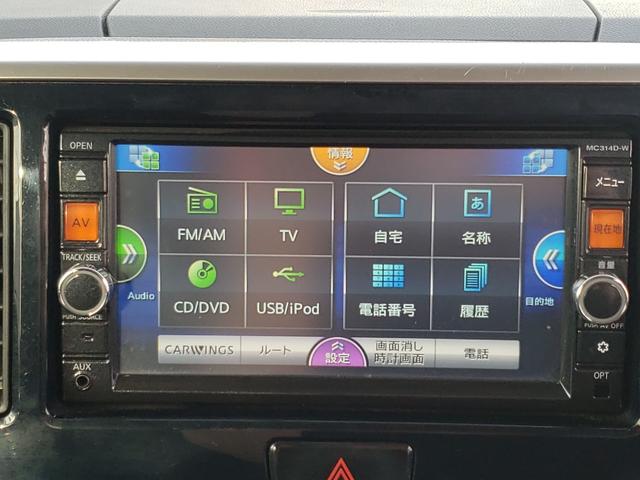 OPEN
MC314D-W
メニュー
AV
現在地
TRACK/SEEK
音量
PUSH SOURCE
PUSH AV OFF
AUX
OPT
情報
FM/AM
TV
自宅
名称
あ
CD/DVD
USB/iPod
電話番号
履歴
Audio
目的地
CARWINGS
ルート
設定
画面消し
時計画面
電話